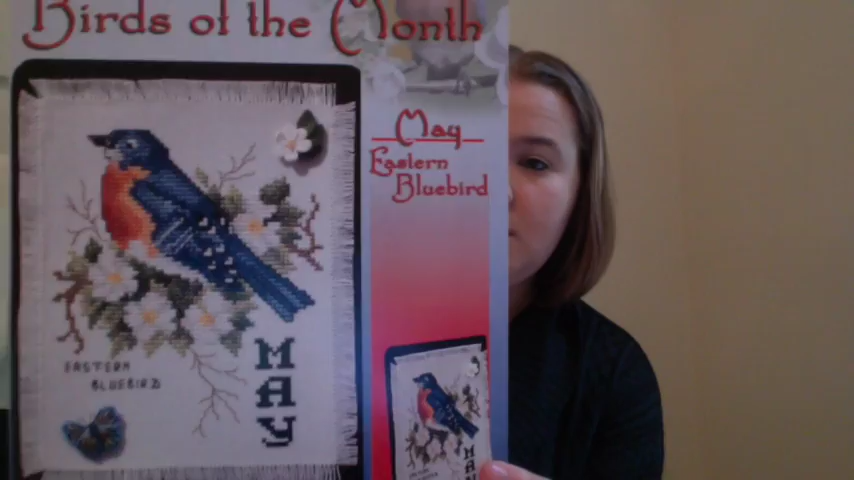 Birds of the Month
May
Eastern
Bluebird
EASTERN
BLUEBIRD
MAY